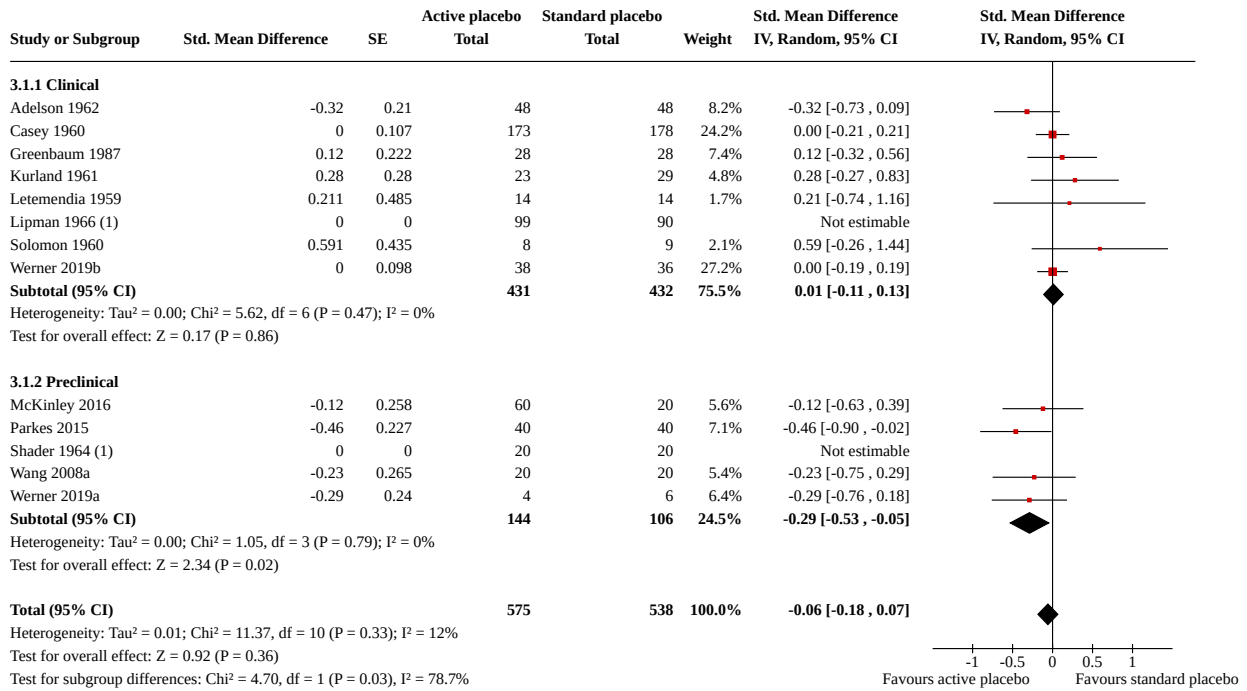 Active placebo Standard placebo Std. Mean Difference Std. Mean Difference
Study or Subgroup Std. Mean Difference SE Total Total Weight IV, Random, 95% CI IV, Random, 95% CI
3.1.1 Clinical
Adelson 1962 -0.32 0.21 48 48 8.2% -0.32 [-0.73 , 0.09]
Casey 1960 0 0.107 173 178 24.2% 0.00 [-0.21 , 0.21]
Greenbaum 1987 0.12 0.222 28 28 7.4% 0.12 [-0.32 , 0.56]
Kurland 1961 0.28 0.28 23 29 4.8% 0.28 [-0.27 , 0.83]
Letemendia 1959 0.211 0.485 14 14 1.7% 0.21 [-0.74 , 1.16]
Lipman 1966 (1) 0 0 99 90 Not estimable
Solomon 1960 0.591 0.435 8 9 2.1% 0.59 [-0.26 , 1.44]
Werner 2019b 0 0.098 38 36 27.2% 0.00 [-0.19 , 0.19]
Subtotal (95% CI) 431 432 75.5% 0.01 [-0.11 , 0.13]
Heterogeneity: Tau² = 0.00; Chi² = 5.62, df = 6 (P = 0.47); I² = 0%
Test for overall effect: Z = 0.17 (P = 0.86)
3.1.2 Preclinical
McKinley 2016 -0.12 0.258 60 20 5.6% -0.12 [-0.63 , 0.39]
Parkes 2015 -0.46 0.227 40 40 7.1% -0.46 [-0.90 , -0.02]
Shader 1964 (1) 0 0 20 20 Not estimable
Wang 2008a -0.23 0.265 20 20 5.4% -0.23 [-0.75 , 0.29]
Werner 2019a -0.29 0.24 4 6 6.4% -0.29 [-0.76 , 0.18]
Subtotal (95% CI) 144 106 24.5% -0.29 [-0.53 , -0.05]
Heterogeneity: Tau² = 0.00; Chi² = 1.05, df = 3 (P = 0.79); I² = 0%
Test for overall effect: Z = 2.34 (P = 0.02)
Total (95% CI) 575 538 100.0% -0.06 [-0.18 , 0.07]
Heterogeneity: Tau² = 0.01; Chi² = 11.37, df = 10 (P = 0.33); I² = 12%
Test for overall effect: Z = 0.92 (P = 0.36) -1 -0.5 0 0.5 1
Test for subgroup differences: Chi² = 4.70, df = 1 (P = 0.03), I² = 78.7% Favours active placebo Favours standard placebo